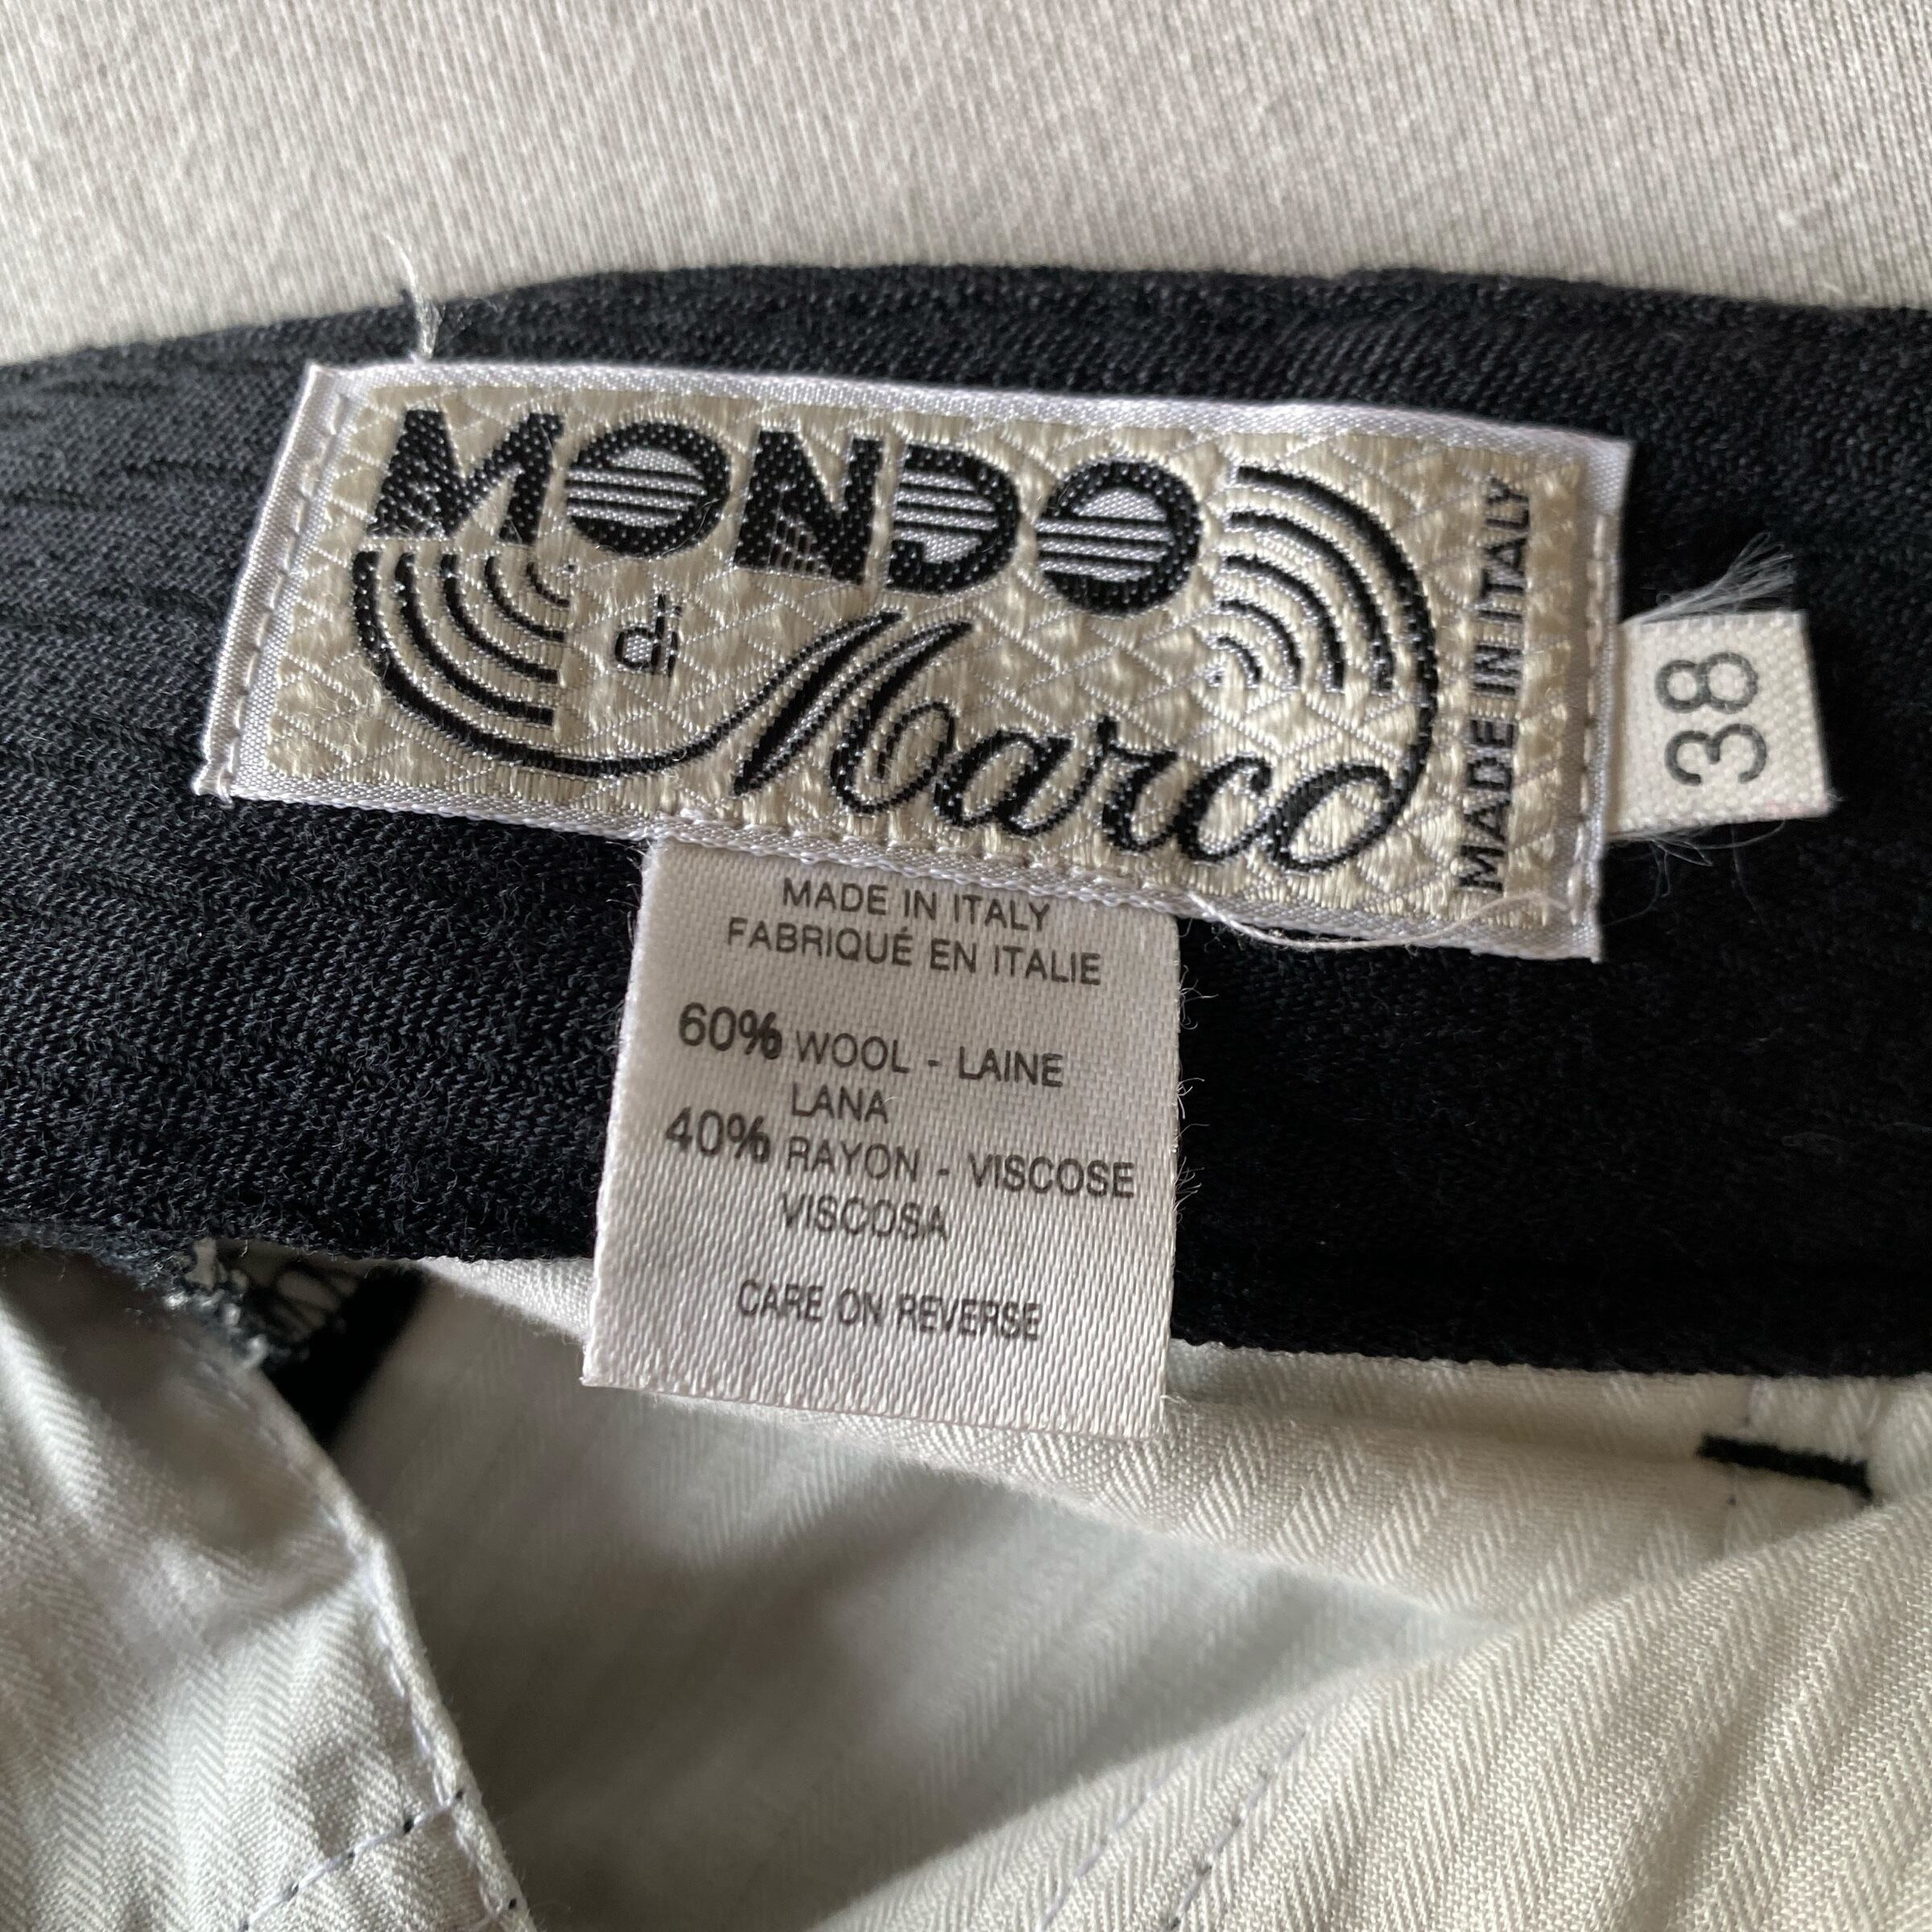 MONDO
di Marco
MADE IN ITALY
38
MADE IN ITALY
FABRIQUÉ EN ITALIE
60% WOOL - LAINE
LANA
40% RAYON - VISCOSE
VISCOSA
CARE ON REVERSE